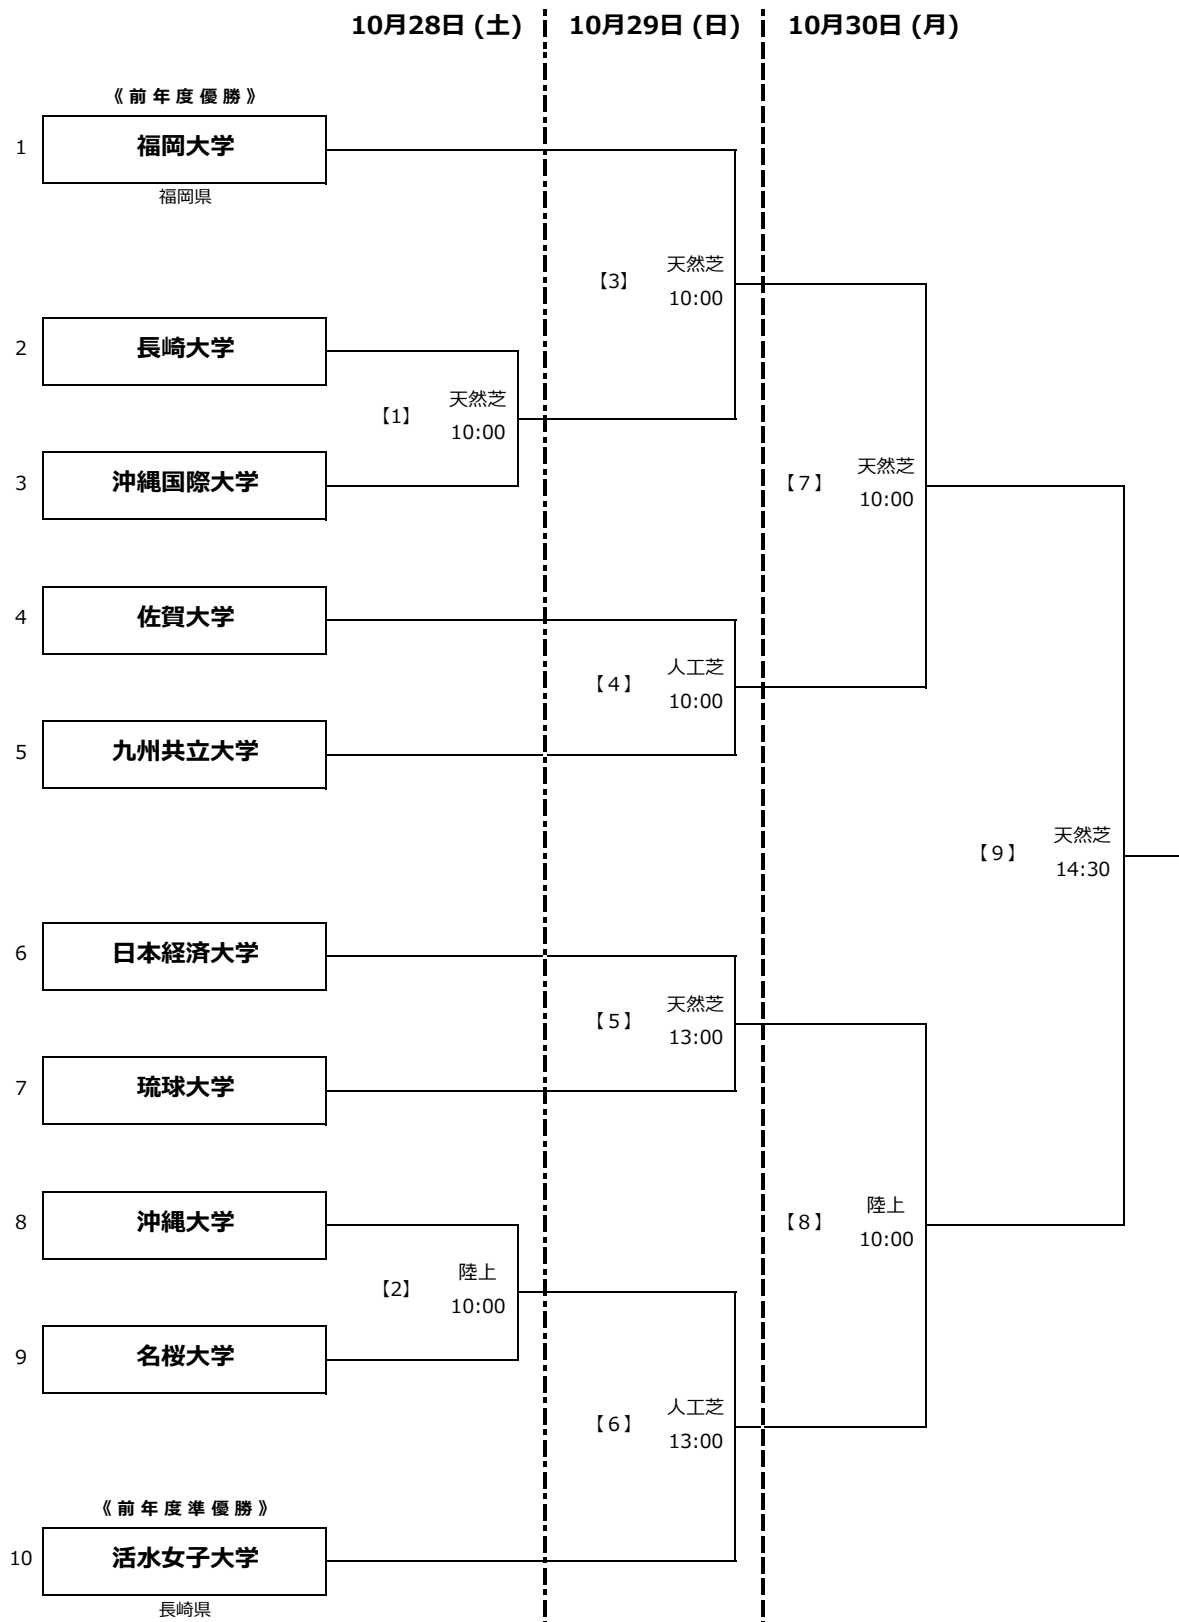 10月28日 (土) 10月29日 (日) 10月30日 (月)
《 前 年 度 優 勝 》
1 福岡大学
福岡県
【3】 天然芝
10:00
2 長崎大学
【1】 天然芝
10:00
3 沖縄国際大学
【7】 天然芝
10:00
4 佐賀大学
【4】 人工芝
10:00
5 九州共立大学
【9】 天然芝
14:30
6 日本経済大学
【5】 天然芝
13:00
7 琉球大学
8 沖縄大学
【8】 陸上
10:00
【2】 陸上
10:00
9 名桜大学
【6】 人工芝
13:00
《 前 年 度 準 優 勝 》
10 活水女子大学
長崎県